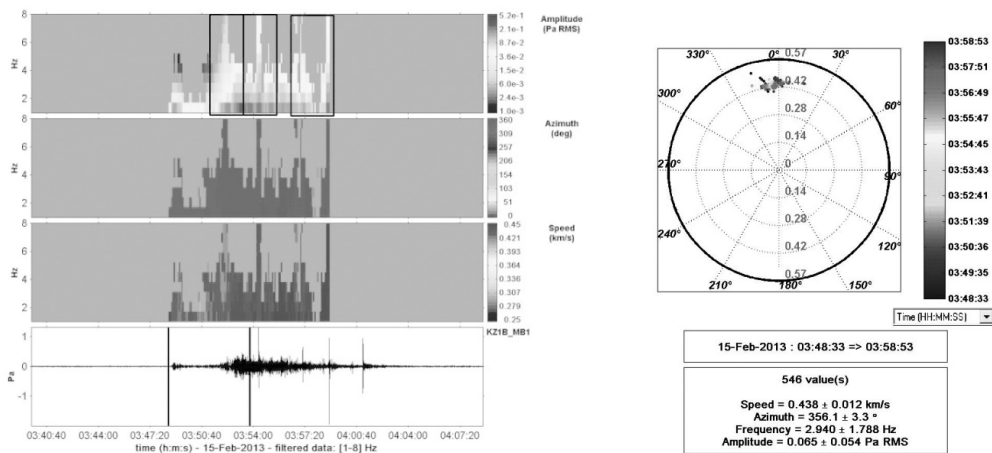 8
4
2
Hz
Amplitude
(Pa RMS)
5.2e-1
2.1e-1
8.7e-2
3.6e-2
1.5e-2
6.0e-3
2.4e-3
1.0e-3
8
4
2
Hz
Azimuth
(deg)
360
309
257
206
154
103
51
0
8
4
2
Hz
Speed
(km/s)
0.45
0.421
0.393
0.364
0.336
0.307
0.279
0.25
KZ1B_MB1
1
0
-1
Pa
03:40:40 03:44:00 03:47:20 03:50:40 03:54:00 03:57:20 04:00:40 04:04:00 04:07:20
time (h:m:s) - 15-Feb-2013 - filtered data: [1-8] Hz
330° 0° 30°
300° 60°
270° 90°
240° 120°
210° 180° 150°
0.57
0.42
0.28
0.14
0
0.14
0.28
0.42
0.57
03:58:53
03:57:51
03:56:49
03:55:47
03:54:45
03:53:43
03:52:41
03:51:39
03:50:36
03:49:35
03:48:33
Time (HH:MM:SS)
15-Feb-2013 : 03:48:33 => 03:58:53
546 value(s)
Speed = 0.438 ± 0.012 km/s
Azimuth = 356.1 ± 3.3 °
Frequency = 2.940 ± 1.788 Hz
Amplitude = 0.065 ± 0.054 Pa RMS